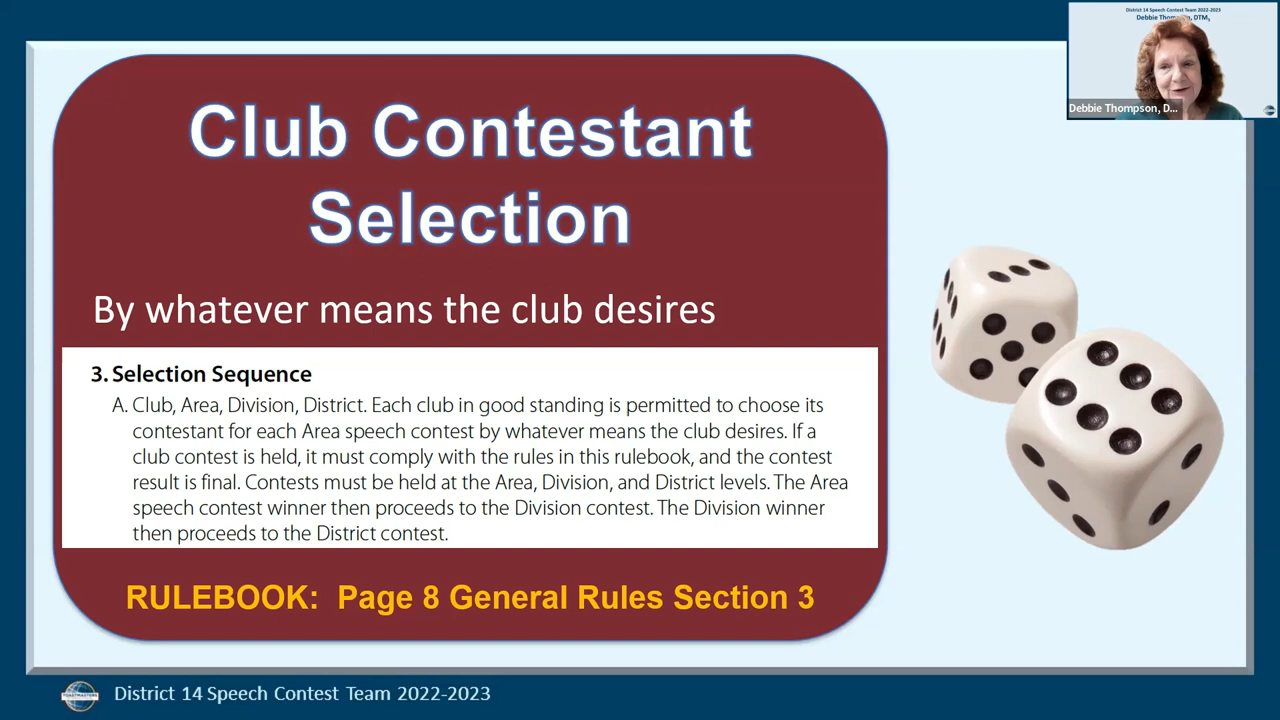 District 14 Speech Contest Team 2022-2023
Debbie Thompson, D...
Club Contestant
Selection
By whatever means the club desires
3. Selection Sequence
A. Club, Area, Division, District. Each club in good standing is permitted to choose its
contestant for each Area speech contest by whatever means the club desires. If a
club contest is held, it must comply with the rules in this rulebook, and the contest
result is final. Contests must be held at the Area, Division, and District levels. The Area
speech contest winner then proceeds to the Division contest. The Division winner
then proceeds to the District contest.
RULEBOOK: Page 8 General Rules Section 3
TOASTMASTERS
District 14 Speech Contest Team 2022-2023